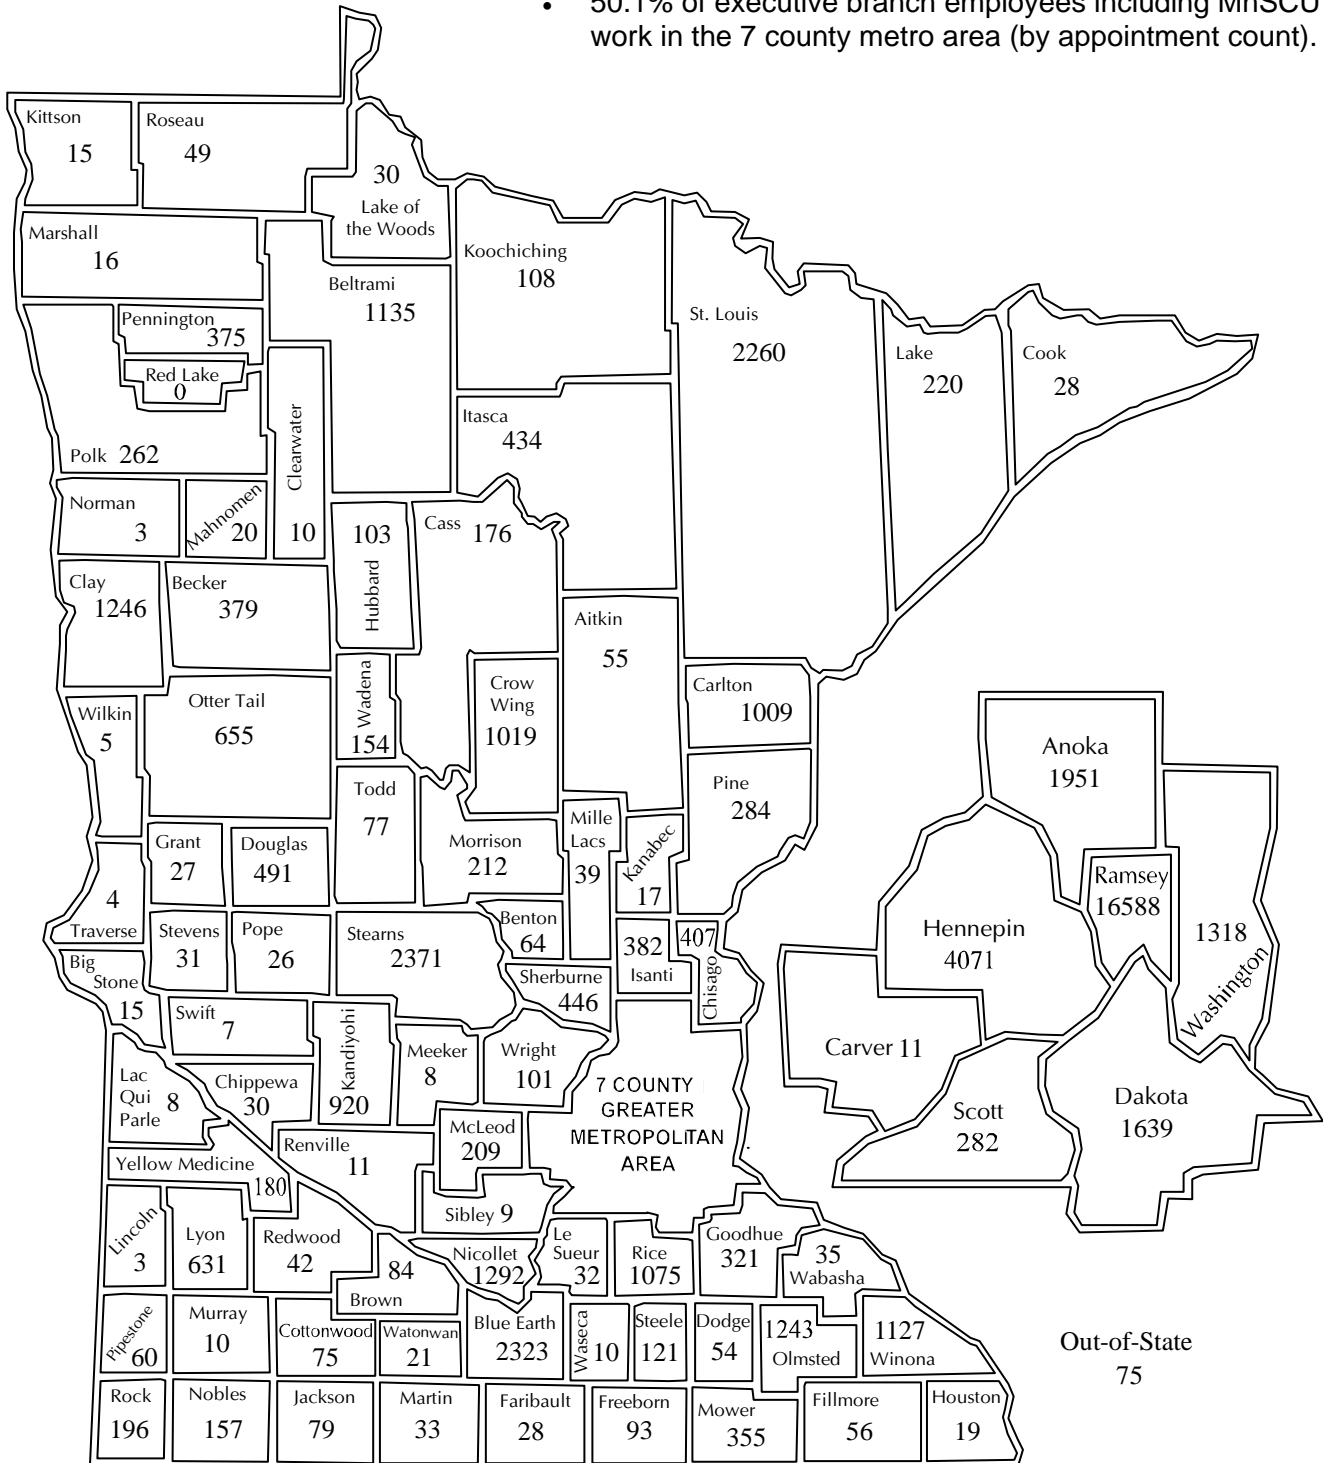 • 50.1% of executive branch employees including MnSCU
work in the 7 county metro area (by appointment count).
Kittson
15
Roseau
49
30
Lake of
the Woods
Marshall
16
Beltrami
1135
Koochiching
108
St. Louis
2260
Lake
220
Cook
28
Pennington
375
Red Lake
0
Polk 262
Clearwater
10
Itasca
434
Norman
3
Mahnomen
20
103
Hubbard
Cass 176
Clay
1246
Becker
379
Aitkin
55
Wilkin
5
Otter Tail
655
Wadena
154
Crow
Wing
1019
Carlton
1009
Pine
284
Todd
77
Grant
27
Douglas
491
Morrison
212
Mille
Lacs
39
Kanabec
17
4
Traverse
Stevens
31
Pope
26
Stearns
2371
Benton
64
382
Isanti
407
Chisago
Big
Stone
15
Sherburne
446
Swift
7
Kandiyohi
920
Meeker
8
Wright
101
7 COUNTY
GREATER
METROPOLITAN
AREA
Lac
Qui
Parle 8
Chippewa
30
Renville
11
McLeod
209
Yellow Medicine
180
Sibley 9
Lincoln
3
Lyon
631
Redwood
42
84
Brown
Nicollet
1292
Le
Sueur
32
Rice
1075
Goodhue
321
35
Wabasha
Pipestone
60
Murray
10
Cottonwood
75
Watonwan
21
Blue Earth
2323
Waseca
10
Steele
121
Dodge
54
1243
Olmsted
1127
Winona
Rock
196
Nobles
157
Jackson
79
Martin
33
Faribault
28
Freeborn
93
Mower
355
Fillmore
56
Houston
19
Anoka
1951
Ramsey
16588
Hennepin
4071
1318
Washington
Carver 11
Scott
282
Dakota
1639
Out-of-State
75